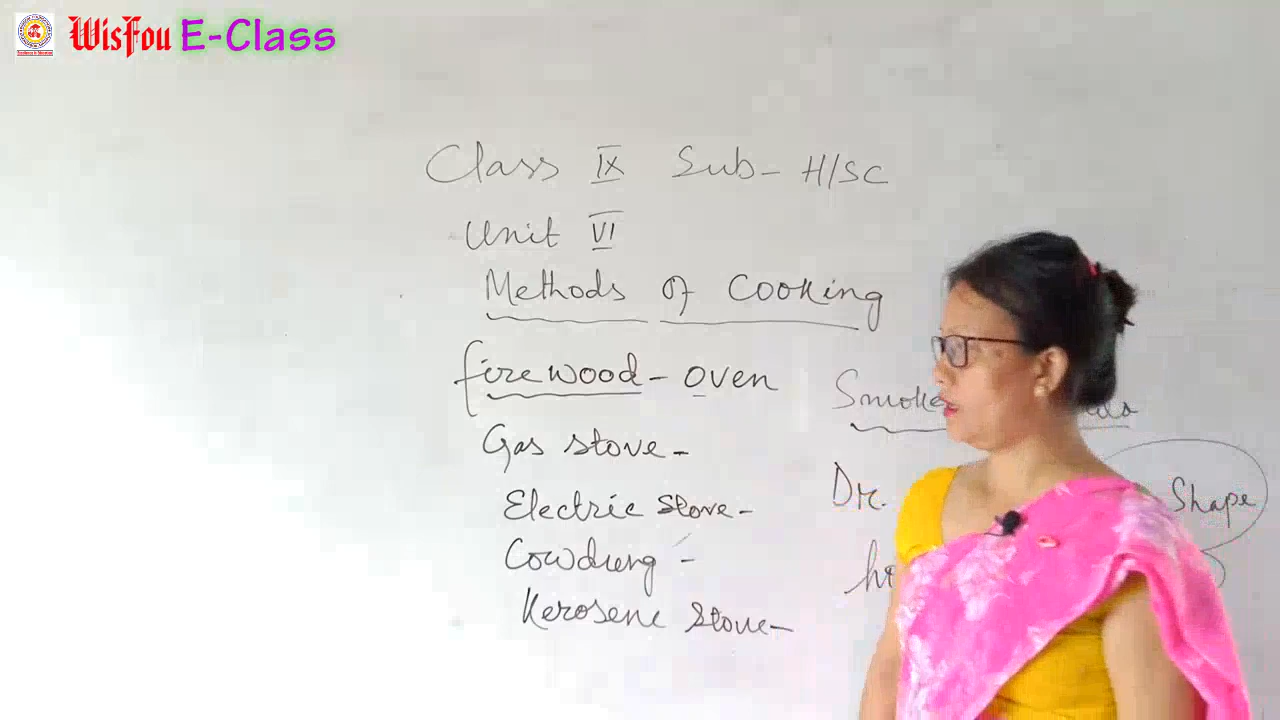 WisFou E-Class
Class IX Sub- H/SC
Unit VI
Methods of Cooking
firewood - Oven
Gas stove -
Electric Stove -
Cowdung -
Kerosene Stove -
Dr.
Shape